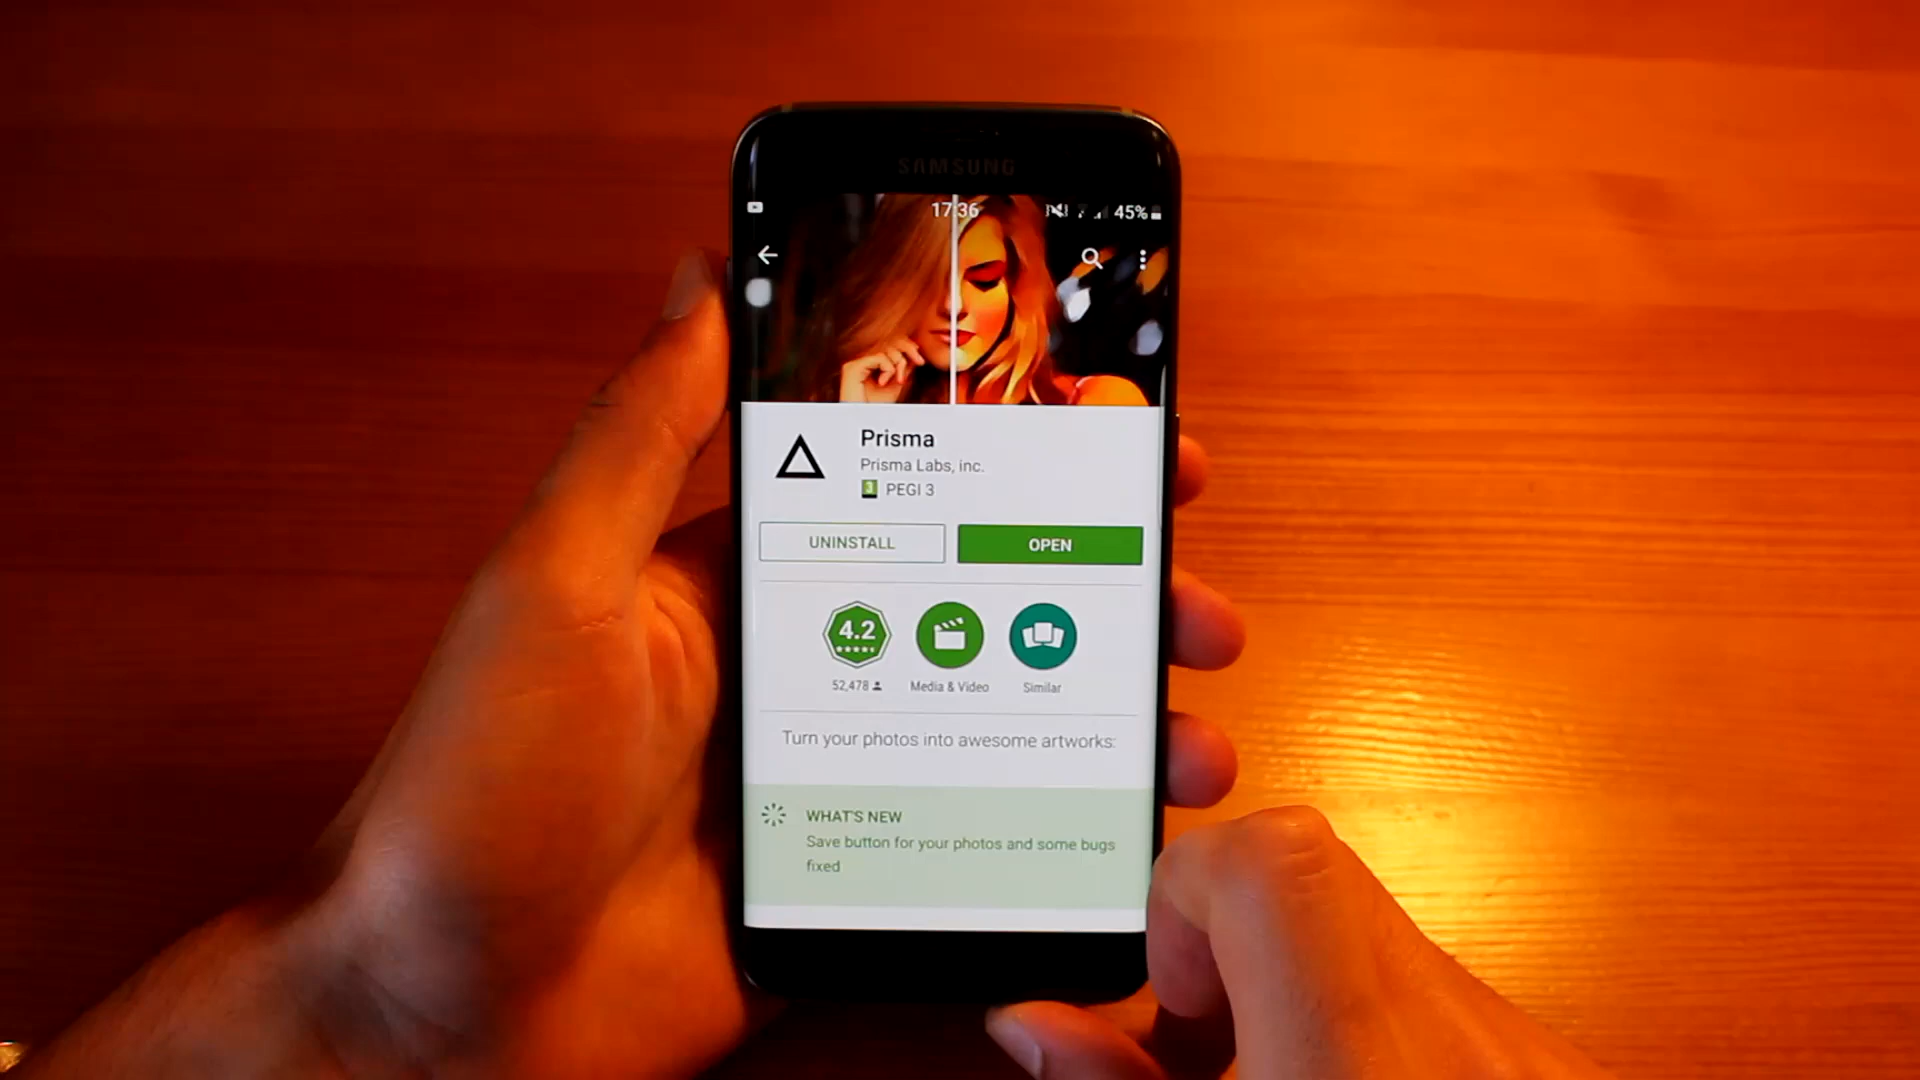 SAMSUNG
17:36
45%
Prisma
Prisma Labs, inc.
3 PEGI 3
UNINSTALL
OPEN
4.2
52,478
Media & Video
Similar
Turn your photos into awesome artworks:
WHAT'S NEW
Save button for your photos and some bugs
fixed